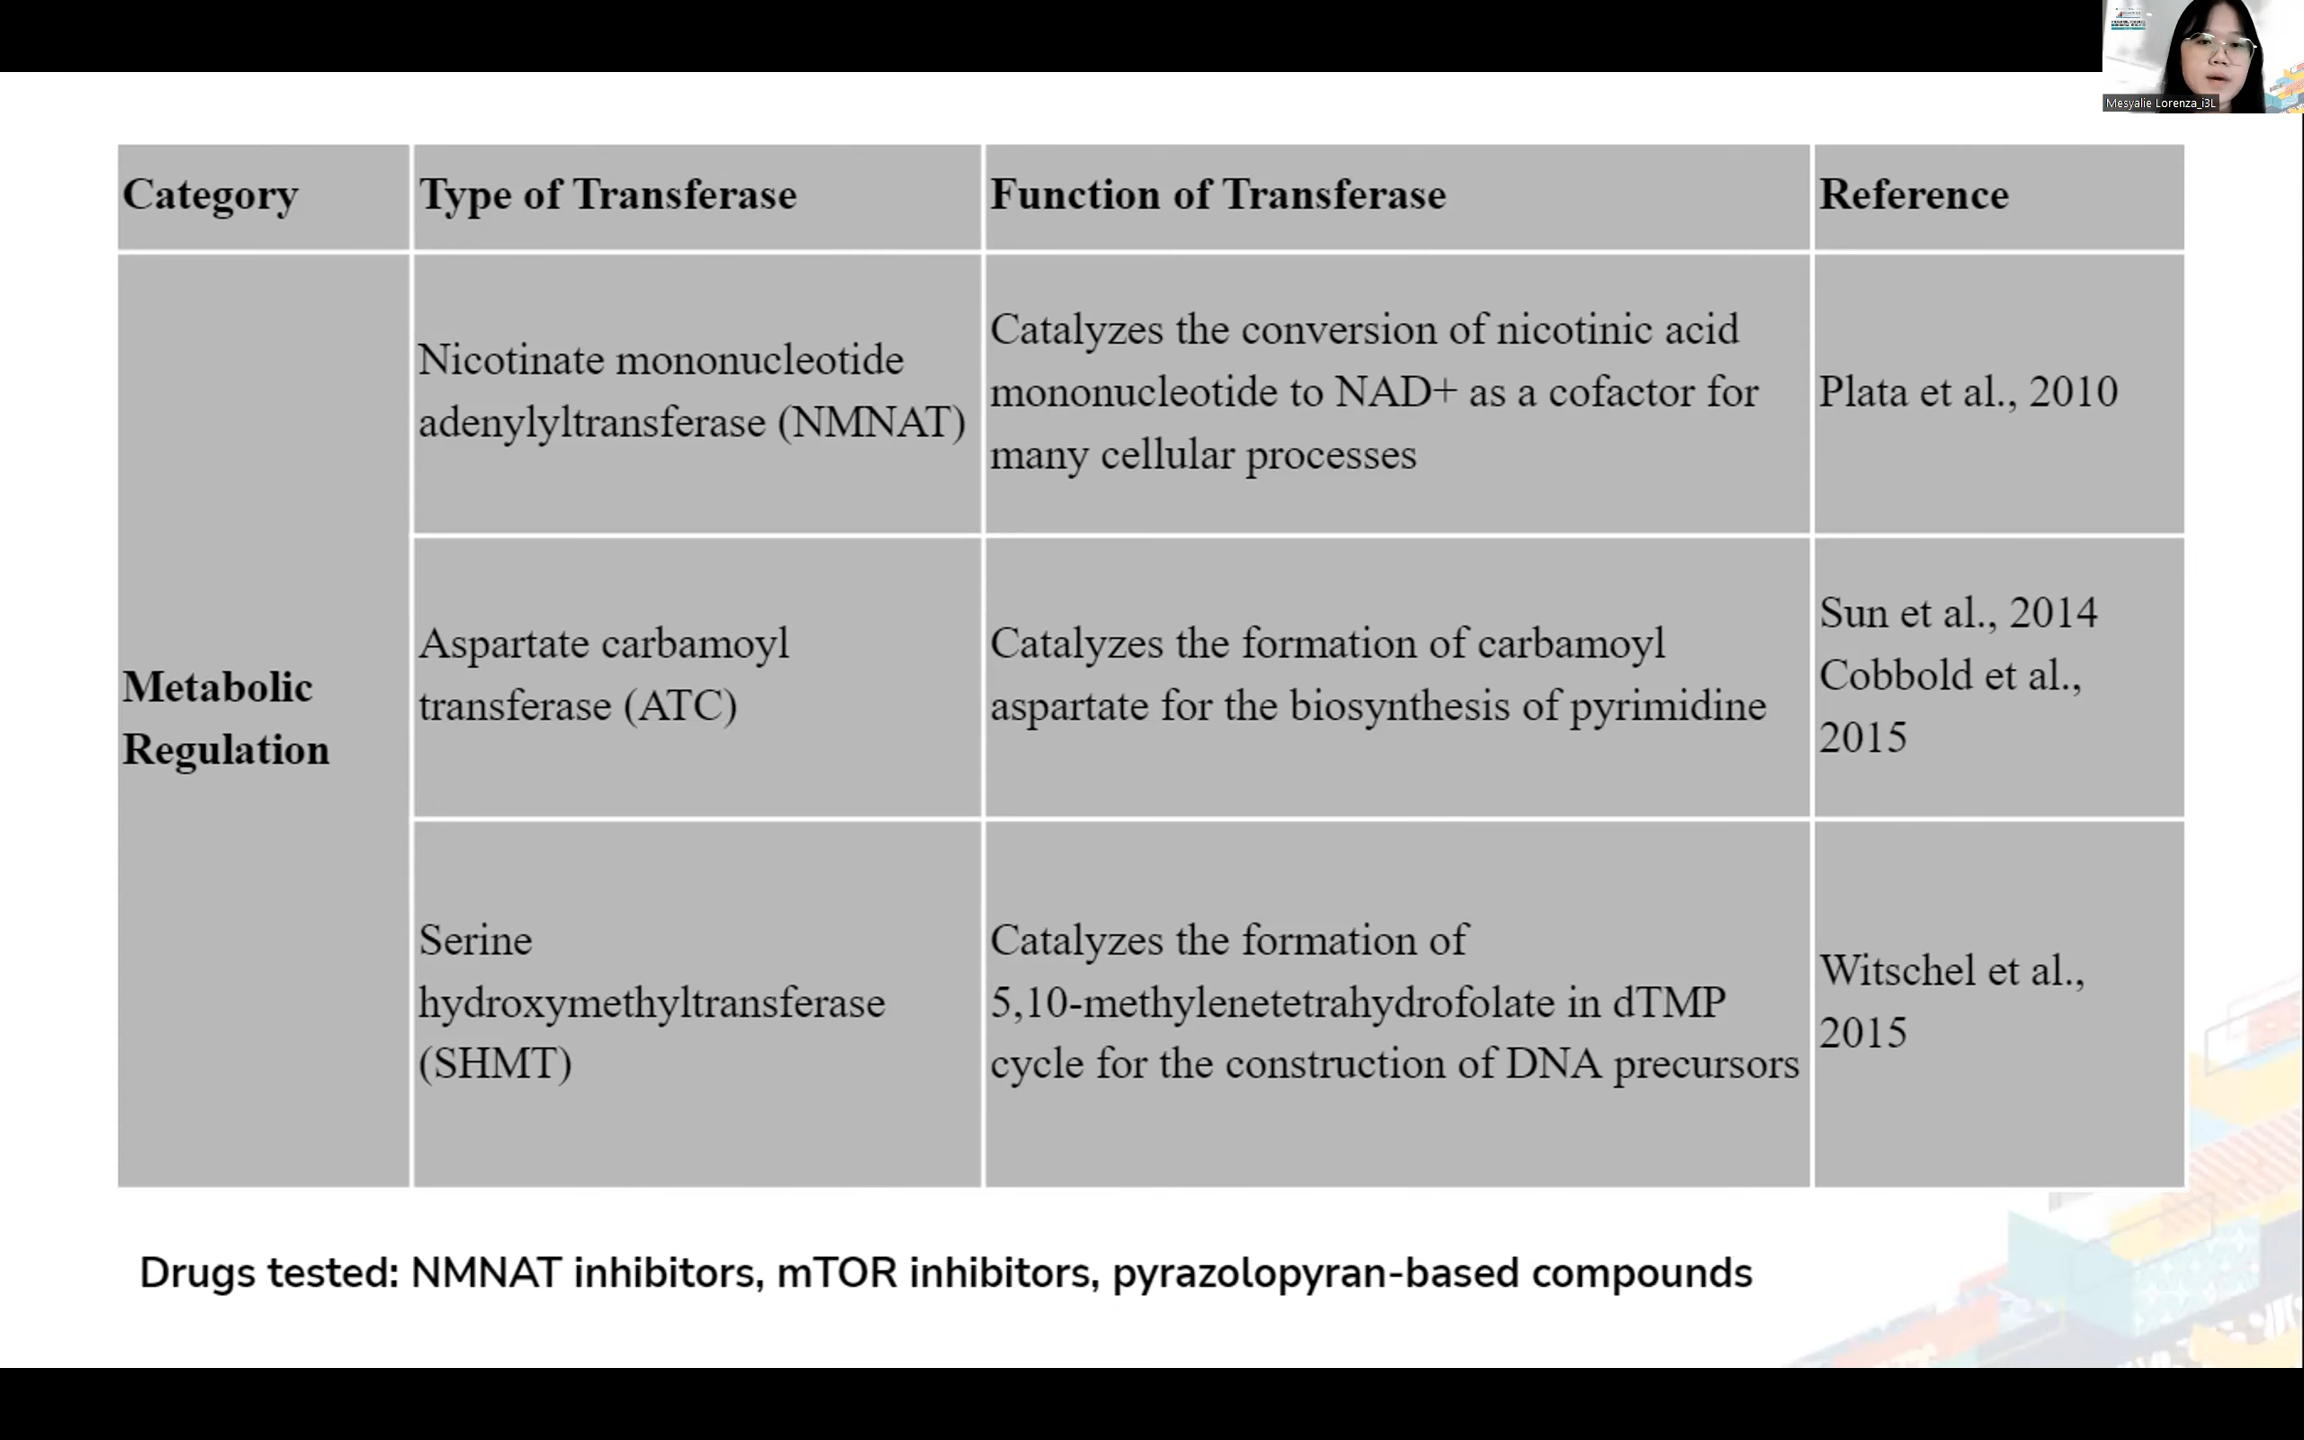 Mesyalie Lorenza_i3L
Category
Type of Transferase
Function of Transferase
Reference
Metabolic
Regulation
Nicotinate mononucleotide
adenylyltransferase (NMNAT)
Catalyzes the conversion of nicotinic acid
mononucleotide to NAD+ as a cofactor for
many cellular processes
Plata et al., 2010
Aspartate carbamoyl
transferase (ATC)
Catalyzes the formation of carbamoyl
aspartate for the biosynthesis of pyrimidine
Sun et al., 2014
Cobbold et al.,
2015
Serine
hydroxymethyltransferase
(SHMT)
Catalyzes the formation of
5,10-methylenetetrahydrofolate in dTMP
cycle for the construction of DNA precursors
Witschel et al.,
2015
Drugs tested: NMNAT inhibitors, mTOR inhibitors, pyrazolopyran-based compounds